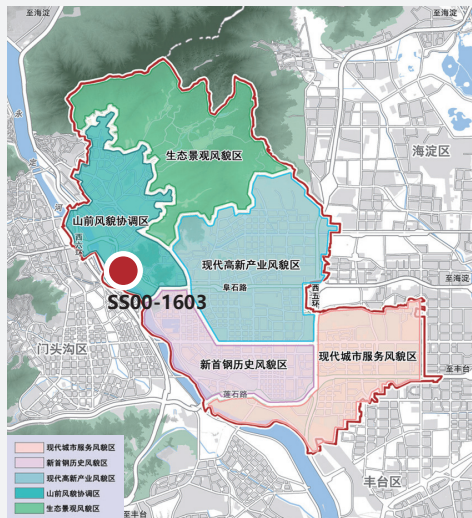 至海淀
至昌平
永定河
海淀区
生态景观风貌区
山前风貌协调区
西六环
现代高新产业风貌区
阜石路
西五环
至海淀
SS00-1603
门头沟区
新首钢历史风貌区
现代城市服务风貌区
莲石路
至丰台
丰台区
至丰台
现代城市服务风貌区
新首钢历史风貌区
现代高新产业风貌区
山前风貌协调区
生态景观风貌区